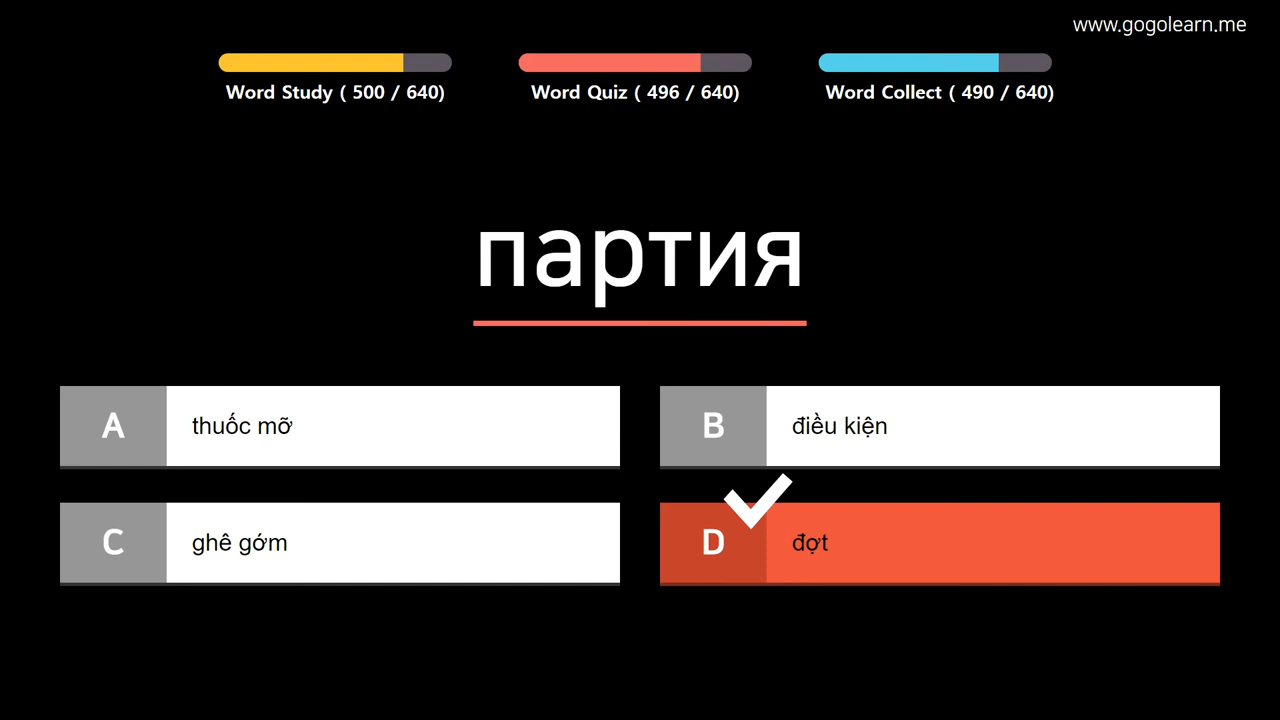 www.gogolearn.me
Word Study ( 500 / 640)
Word Quiz ( 496 / 640)
Word Collect ( 490 / 640)
партия
A thuốc mỡ
B điều kiện
C ghê gớm
D đợt